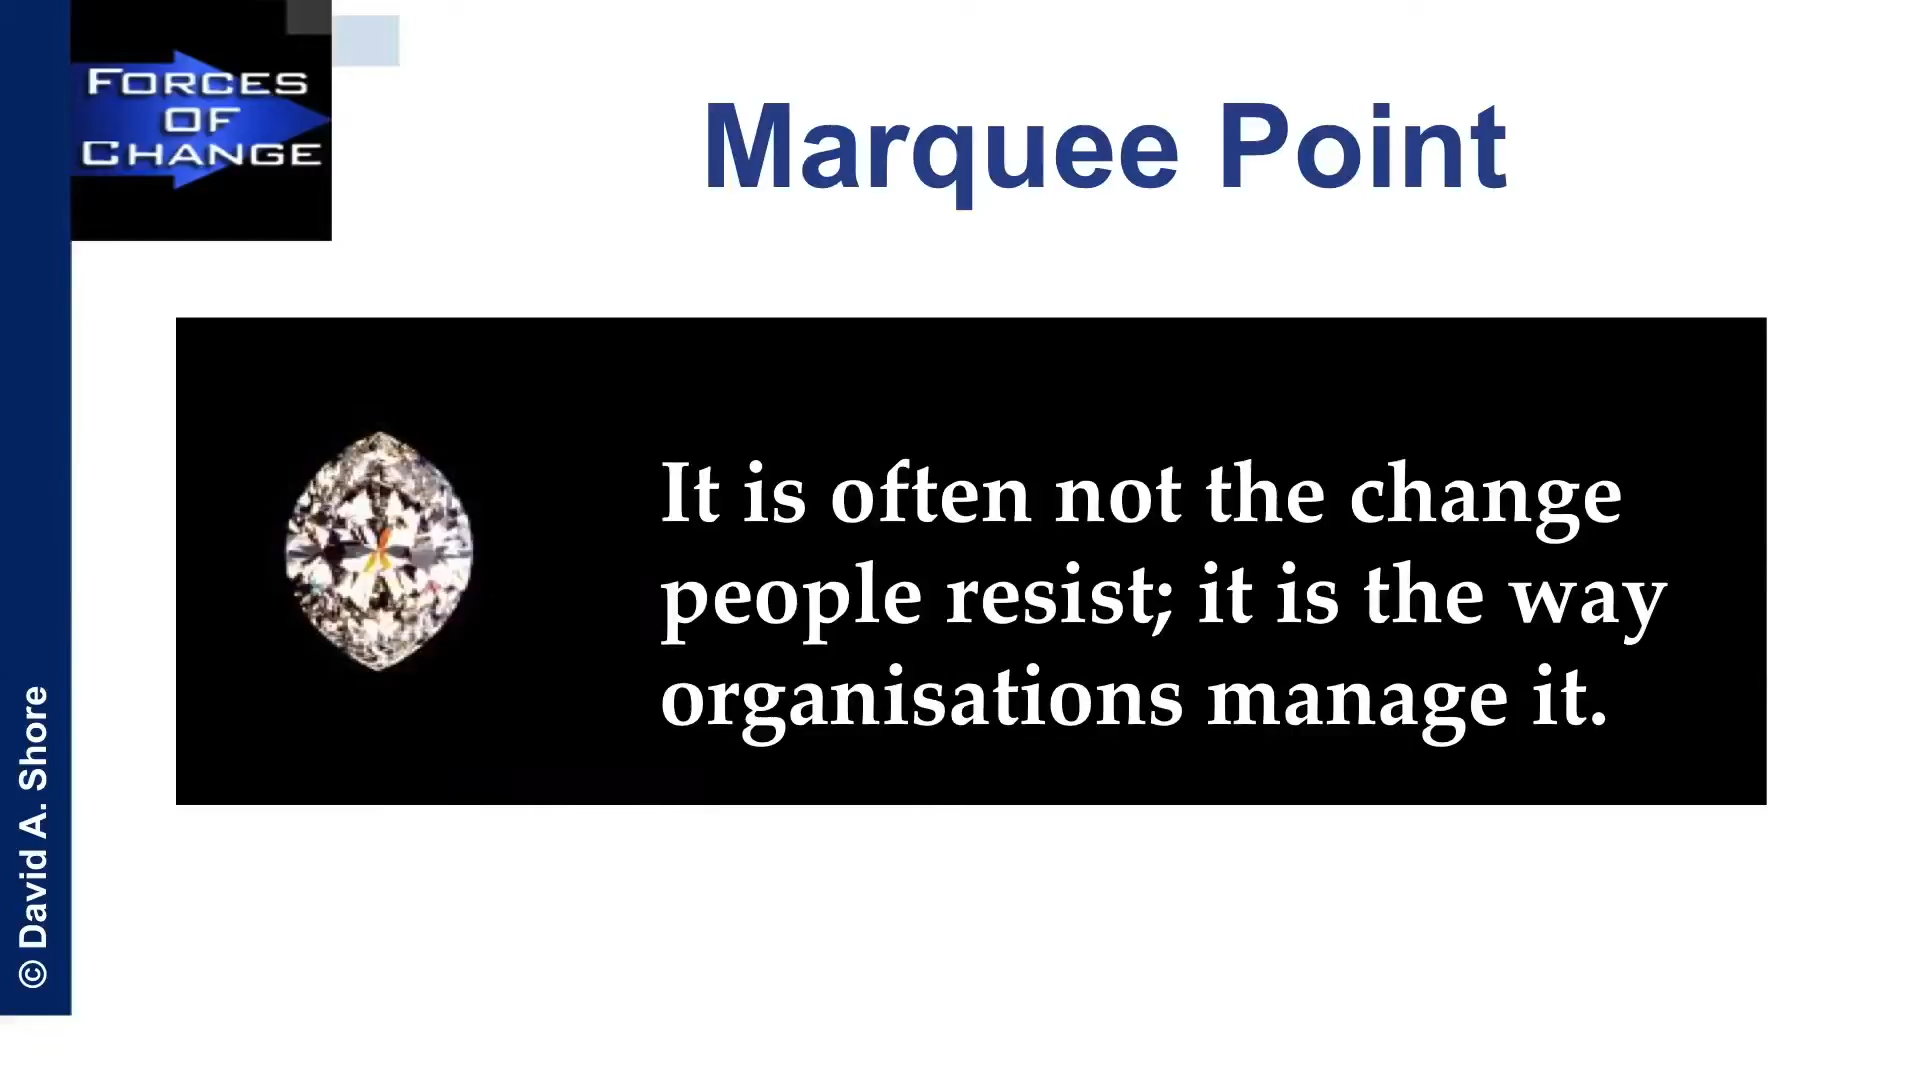 FORCES
OF
CHANGE
Marquee Point
It is often not the change
people resist; it is the way
organisations manage it.
© David A. Shore